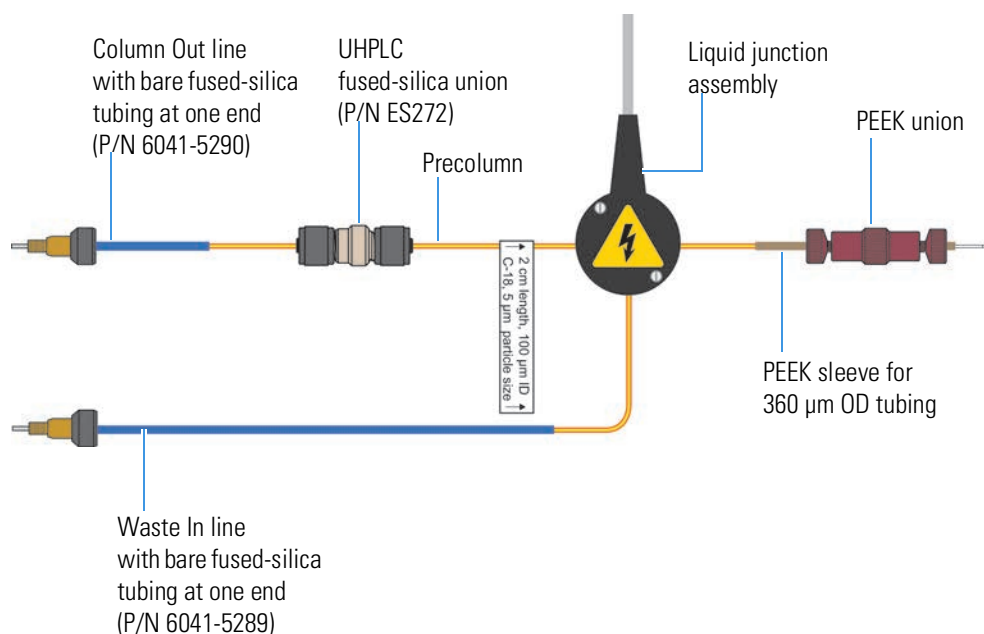 Column Out line
with bare fused-silica
tubing at one end
(P/N 6041-5290)
UHPLC
fused-silica union
(P/N ES272)
Precolumn
Liquid junction
assembly
PEEK union
2 cm length, 100 µm ID
C-18, 5 µm particle size
PEEK sleeve for
360 µm OD tubing
Waste In line
with bare fused-silica
tubing at one end
(P/N 6041-5289)